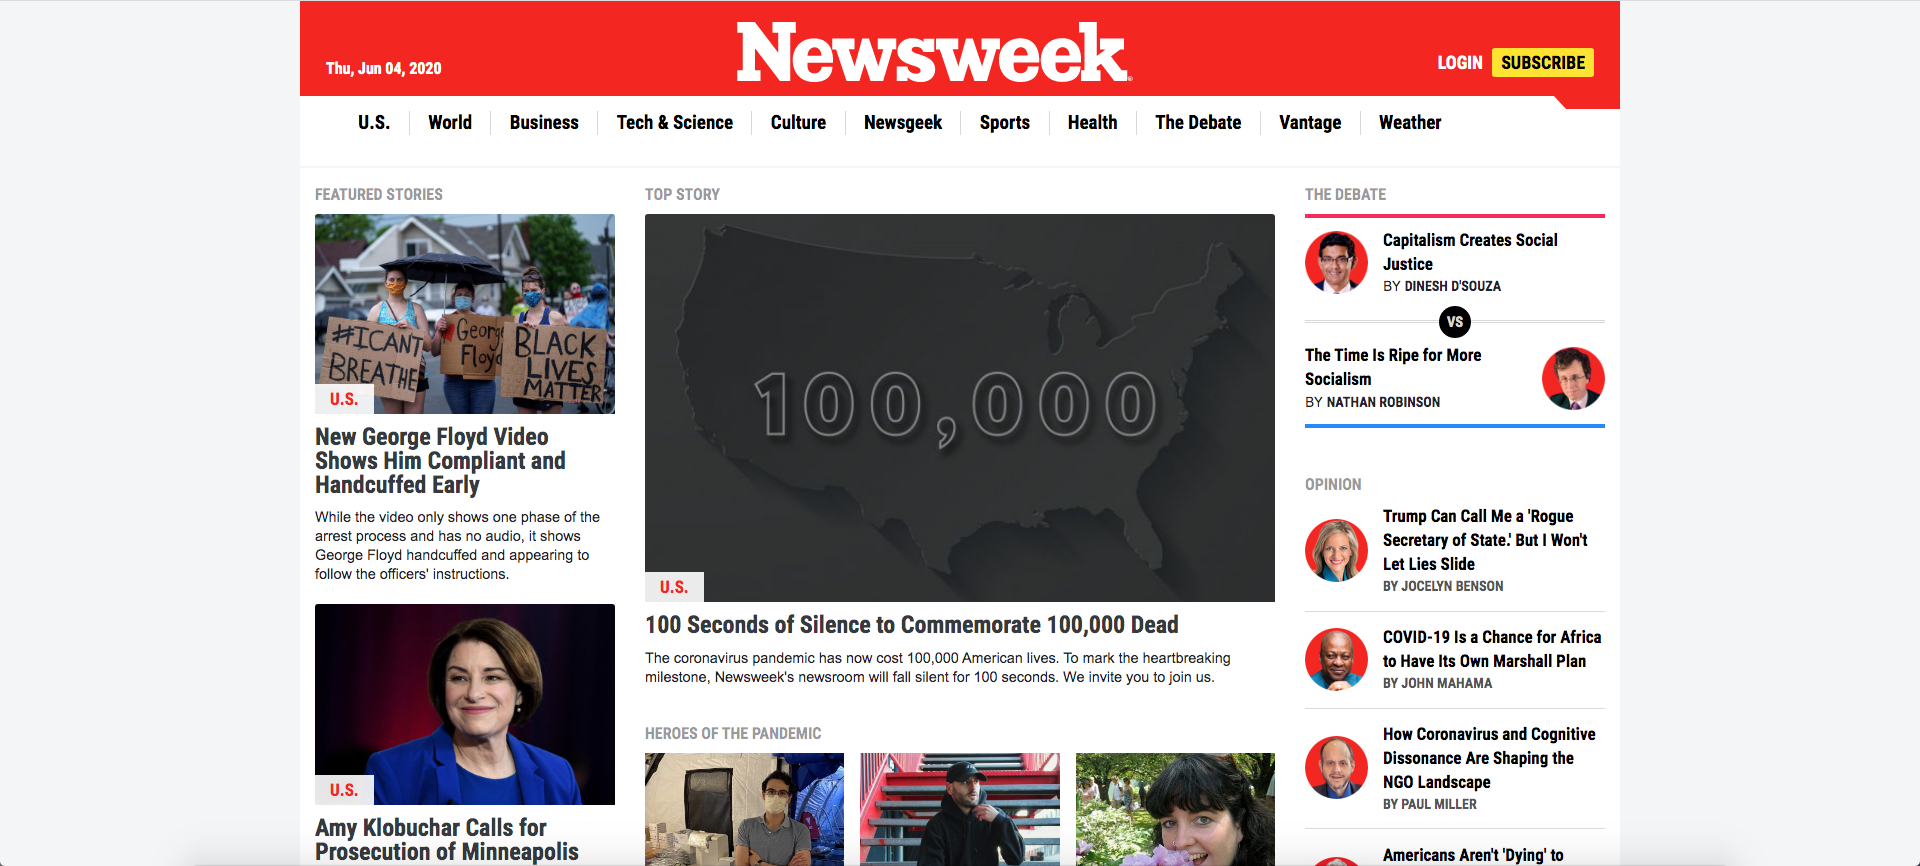 Thu, Jun 04, 2020
Newsweek
LOGIN
SUBSCRIBE
U.S.
World
Business
Tech & Science
Culture
Newsgeek
Sports
Health
The Debate
Vantage
Weather
FEATURED STORIES
#ICANT
BREATHE
George
Floyd
BLACK
LIVES
MATTER
U.S.
New George Floyd Video
Shows Him Compliant and
Handcuffed Early
While the video only shows one phase of the
arrest process and has no audio, it shows
George Floyd handcuffed and appearing to
follow the officers' instructions.
U.S.
Amy Klobuchar Calls for
Prosecution of Minneapolis
TOP STORY
100,000
U.S.
100 Seconds of Silence to Commemorate 100,000 Dead
The coronavirus pandemic has now cost 100,000 American lives. To mark the heartbreaking
milestone, Newsweek's newsroom will fall silent for 100 seconds. We invite you to join us.
HEROES OF THE PANDEMIC
THE DEBATE
Capitalism Creates Social
Justice
BY DINESH D'SOUZA
VS
The Time Is Ripe for More
Socialism
BY NATHAN ROBINSON
OPINION
Trump Can Call Me a 'Rogue
Secretary of State.' But I Won't
Let Lies Slide
BY JOCELYN BENSON
COVID-19 Is a Chance for Africa
to Have Its Own Marshall Plan
BY JOHN MAHAMA
How Coronavirus and Cognitive
Dissonance Are Shaping the
NGO Landscape
BY PAUL MILLER
Americans Aren't 'Dying' to